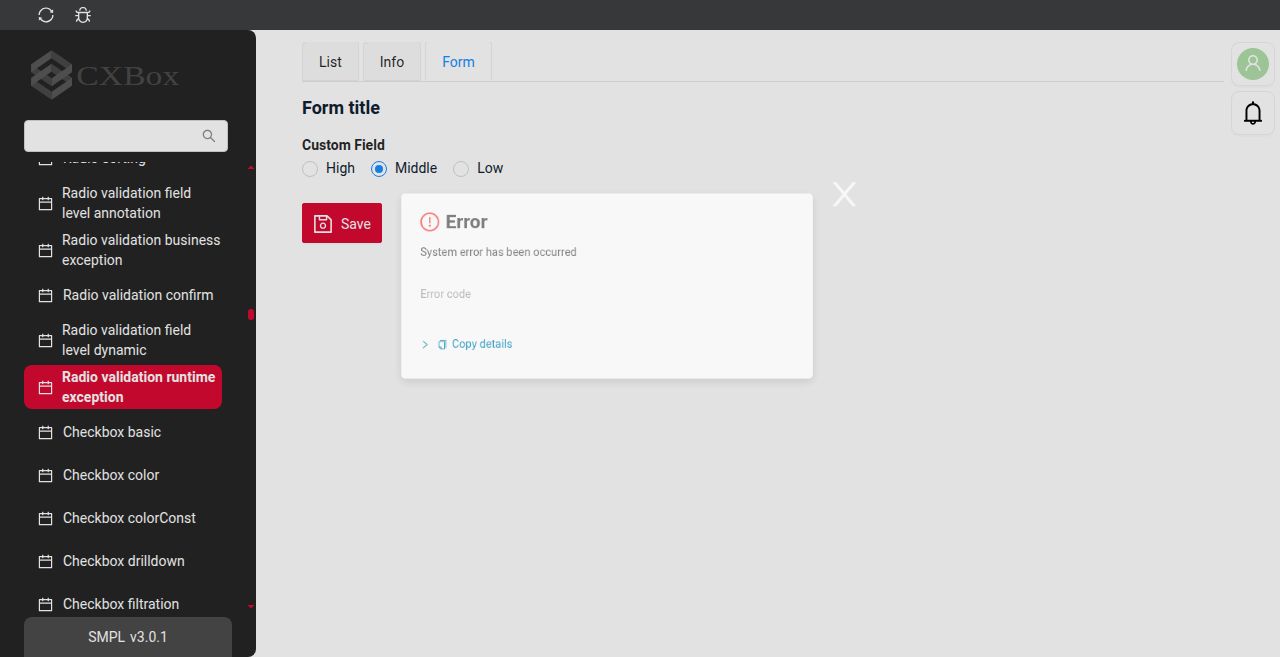 CXBox
Radio sorting
Radio validation field
level annotation
Radio validation business
exception
Radio validation confirm
Radio validation field
level dynamic
Radio validation runtime
exception
Checkbox basic
Checkbox color
Checkbox colorConst
Checkbox drilldown
Checkbox filtration
SMPL v3.0.1
List
Info
Form
Form title
Custom Field
High
Middle
Low
Save
Error
System error has been occurred
Error code
Copy details